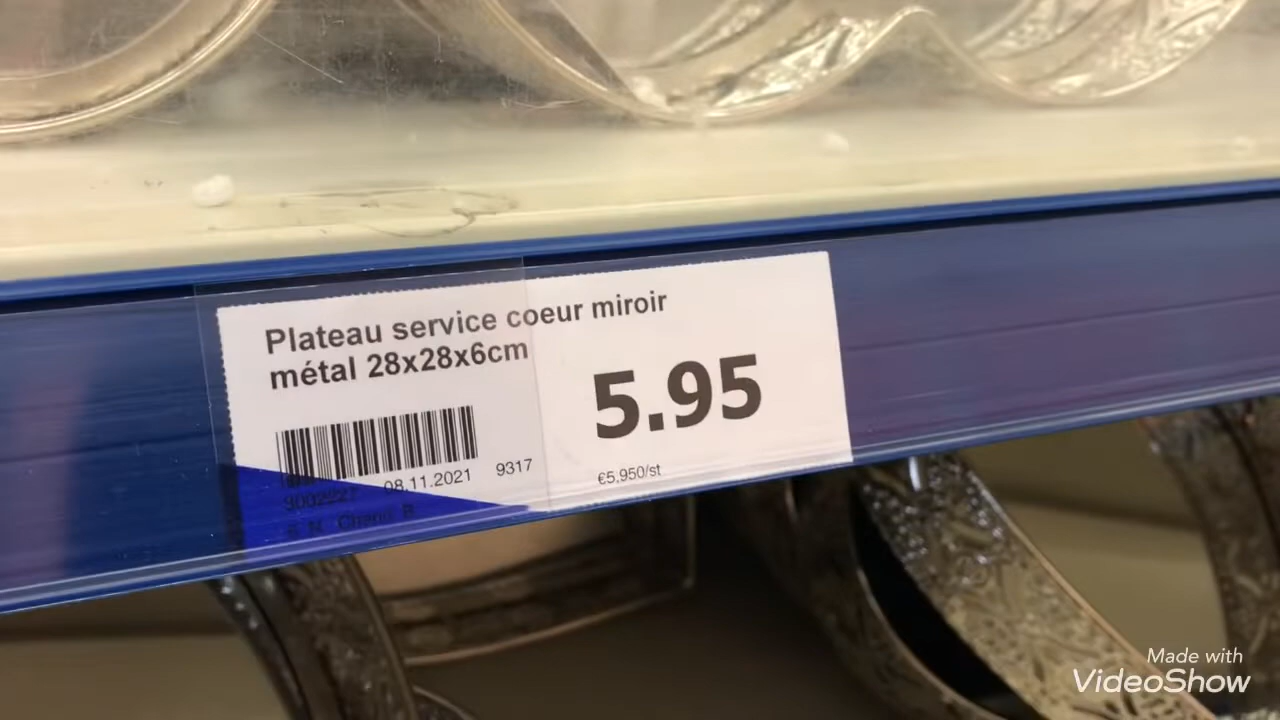 Plateau service coeur miroir
métal 28x28x6cm
5.95
08.11.2021 9317
€5,950/st
Made with
VideoShow